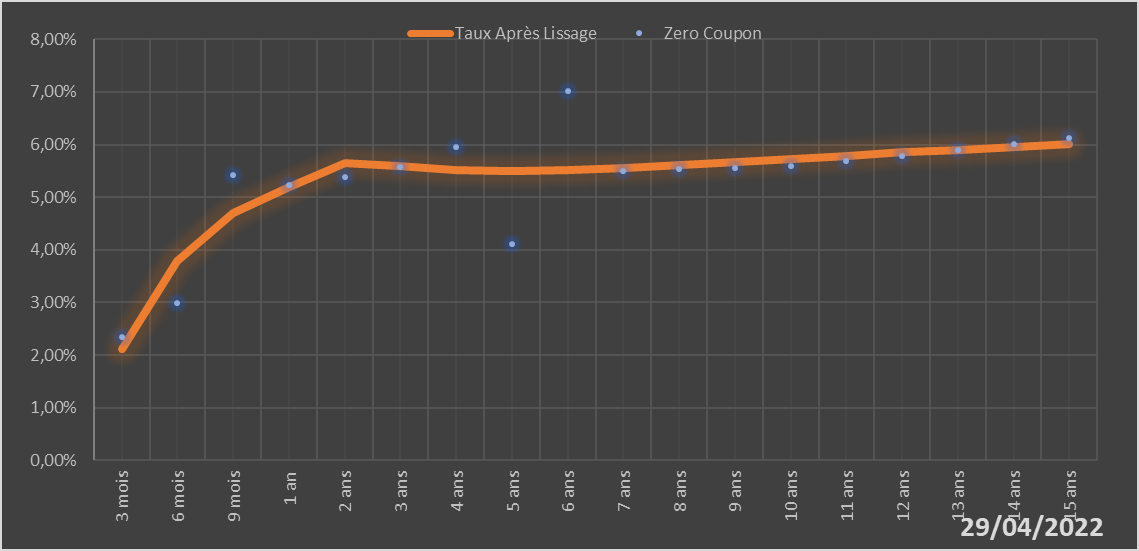 Taux Après Lissage Zero Coupon
8,00%
7,00%
6,00%
5,00%
4,00%
3,00%
2,00%
1,00%
0,00%
3 mois
6 mois
9 mois
1 an
2 ans
3 ans
4 ans
5 ans
6 ans
7 ans
8 ans
9 ans
10 ans
11 ans
12 ans
13 ans
14 ans
15 ans
29/04/2022